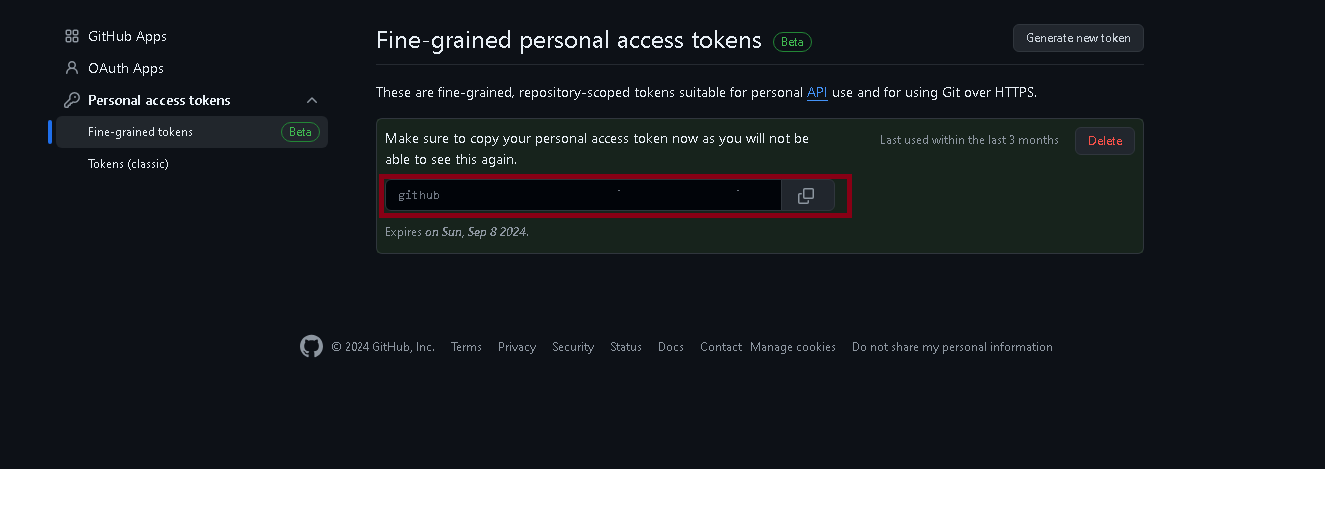 GitHub Apps
OAuth Apps
Personal access tokens
Fine-grained tokens Beta
Tokens (classic)
Fine-grained personal access tokens Beta
Generate new token
These are fine-grained, repository-scoped tokens suitable for personal API use and for using Git over HTTPS.
Make sure to copy your personal access token now as you will not be
able to see this again.
Last used within the last 3 months
Delete
github
Expires on Sun, Sep 8 2024.
© 2024 GitHub, Inc. Terms Privacy Security Status Docs Contact Manage cookies Do not share my personal information